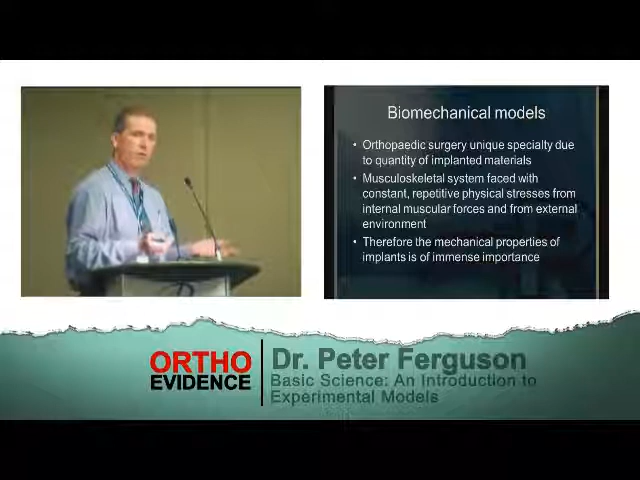 Biomechanical models
• Orthopaedic surgery unique specialty due
to quantity of implanted materials
• Musculoskeletal system faced with
constant, repetitive physical stresses from
internal muscular forces and from external
environment
• Therefore the mechanical properties of
implants is of immense importance
ORTHO
EVIDENCE
Dr. Peter Ferguson
Basic Science: An Introduction to
Experimental Models